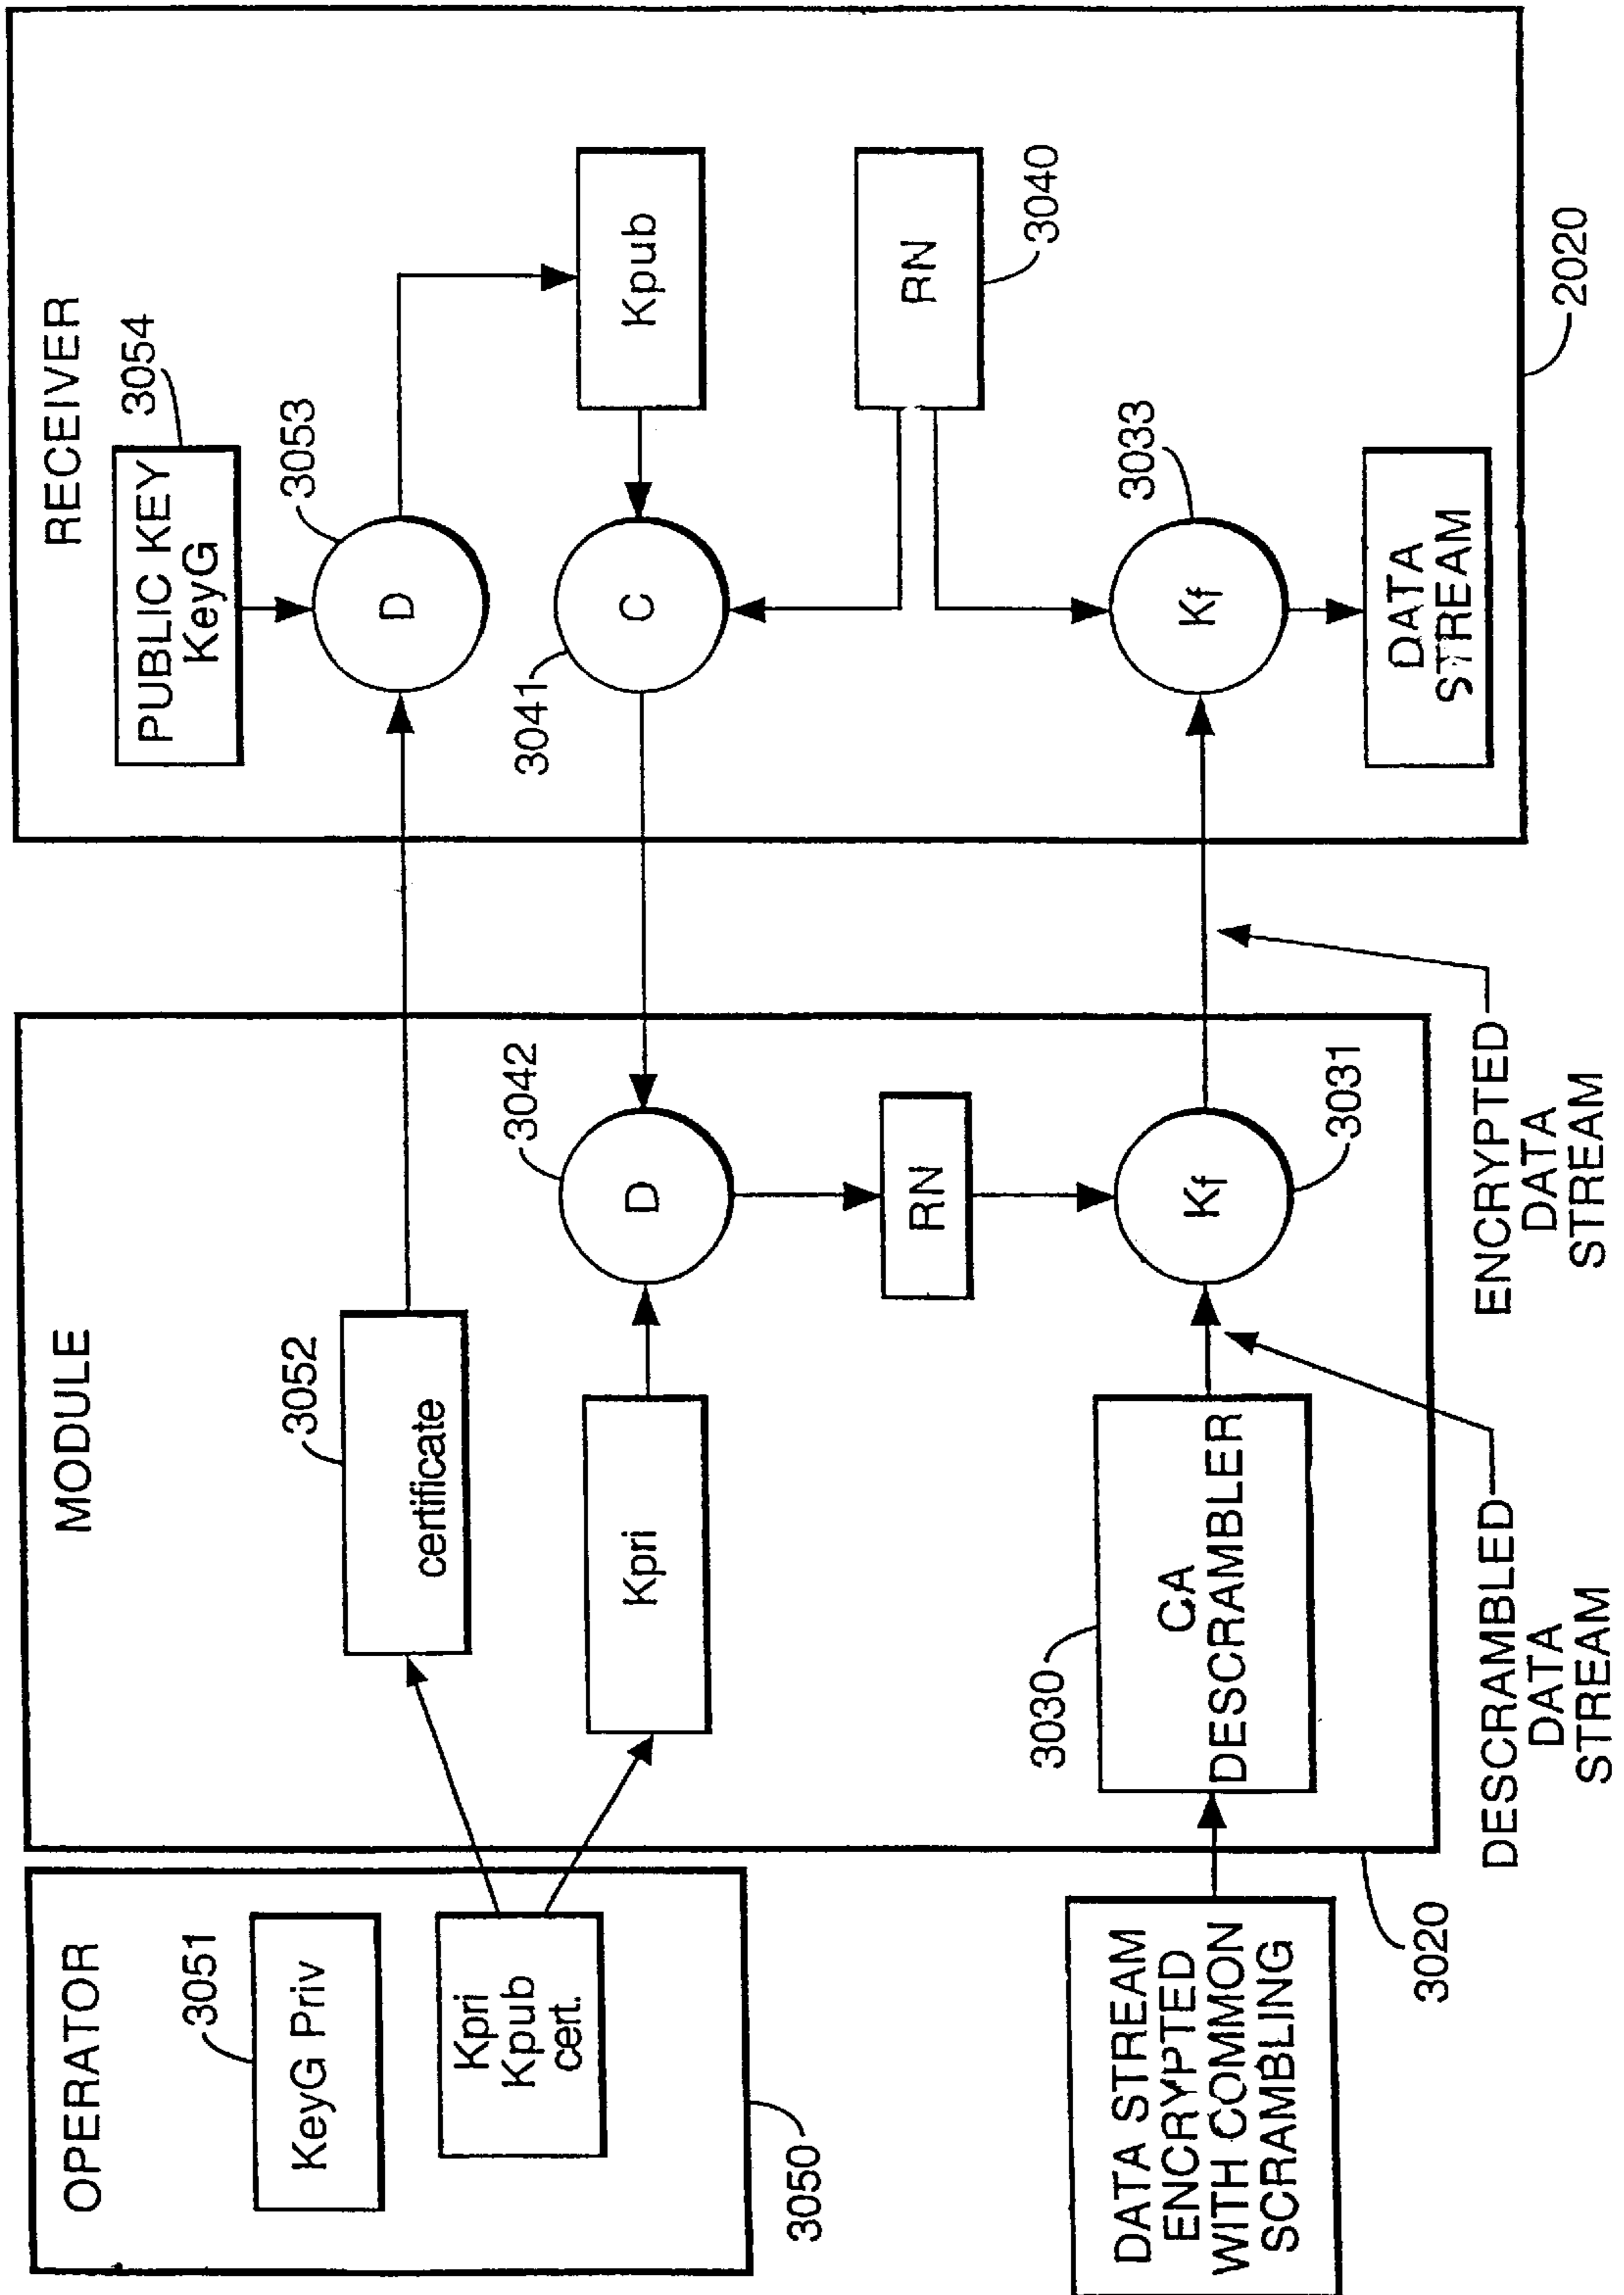 OPERATOR
3051
KeyG Priv
Kpri
Kpub
cert.
3050
DATA STREAM
ENCRYPTED
WITH COMMON
SCRAMBLING
MODULE
3052
certificate
Kpri
3042
D
RN
3030
CA
DESCRAMBLER
Kf
3031
3020
DESCRAMBLED
DATA
STREAM
ENCRYPTED
DATA
STREAM
RECEIVER
PUBLIC KEY
KeyG
3054
D
3053
Kpub
C
3041
RN
3040
Kf
3033
DATA
STREAM
2020